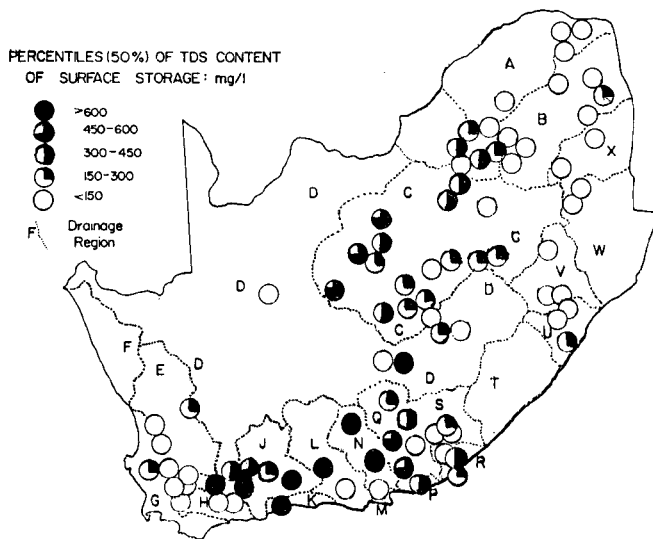 PERCENTILES (50%) OF TDS CONTENT
OF SURFACE STORAGE: mg/l
>600
450-600
300-450
150-300
<150
F Drainage
Region
A
B
X
D
C
C
W
D
V
D
U
F
C
E
D
D
T
Q
S
J
L
N
R
G
H
K
P
M